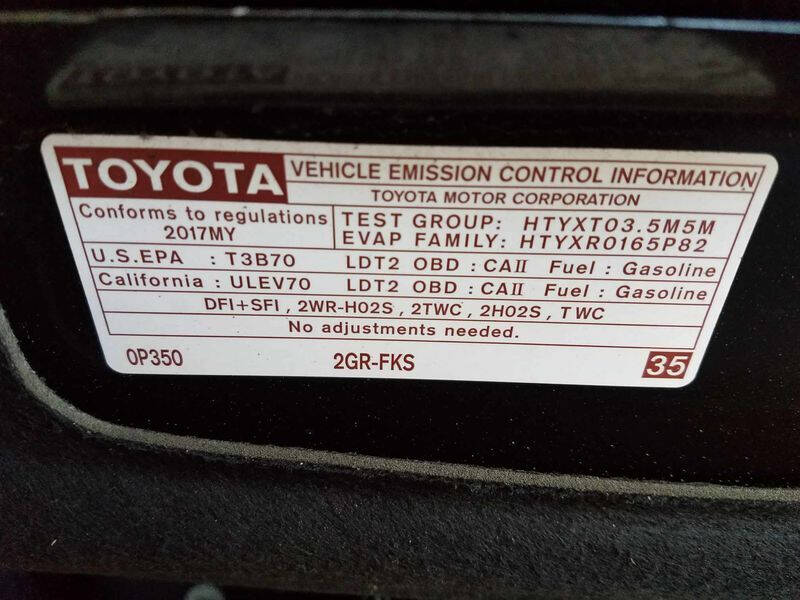 TOYOTA VEHICLE EMISSION CONTROL INFORMATION
TOYOTA MOTOR CORPORATION
Conforms to regulations
2017MY
TEST GROUP: HTYXT03.5M5M
EVAP FAMILY: HTYXR0165P82
U.S.EPA : T3B70 LDT2 OBD : CAII Fuel : Gasoline
California : ULEV70 LDT2 OBD : CAII Fuel : Gasoline
DFI+SFI , 2WR-HO2S , 2TWC , 2HO2S , TWC
No adjustments needed.
0P350 2GR-FKS 35